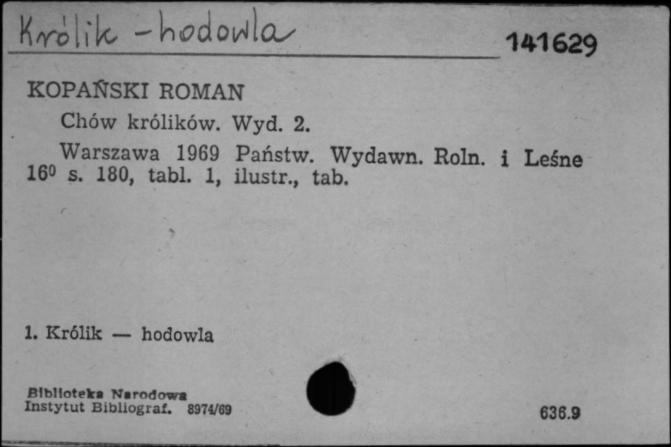 Królik - hodowla
141629
KOPAŃSKI ROMAN
Chów królików. Wyd. 2.
Warszawa 1969 Państw. Wydawn. Roln. i Leśne
16⁰ s. 180, tabl. 1, ilustr., tab.
1. Królik — hodowla
Biblioteka Narodowa
Instytut Bibliograf. 8974/69
636.9